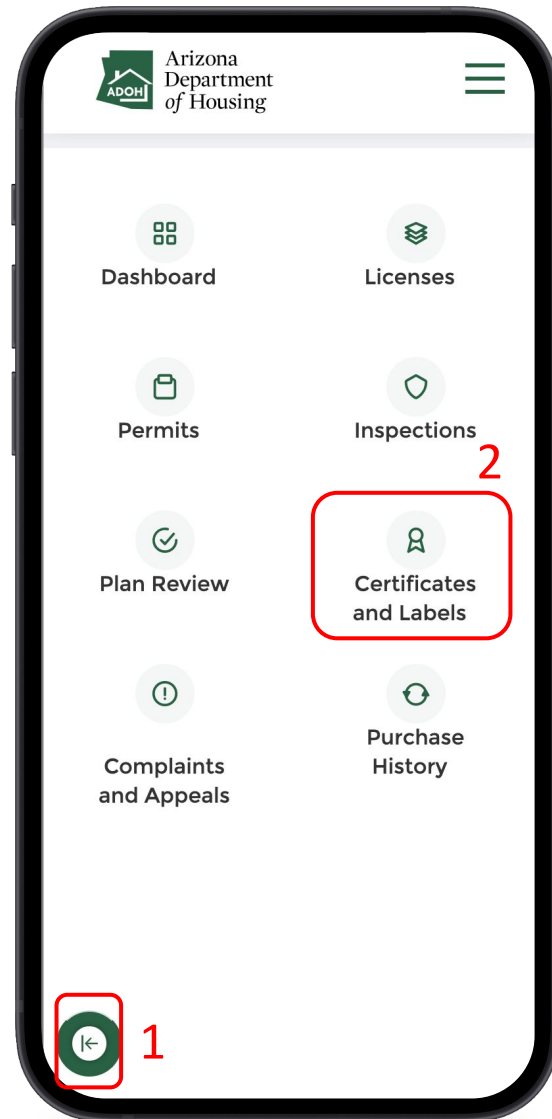 Arizona
Department
of Housing
ADOH
Dashboard
Licenses
Permits
Inspections
2
Plan Review
Certificates
and Labels
Complaints
and Appeals
Purchase
History
1